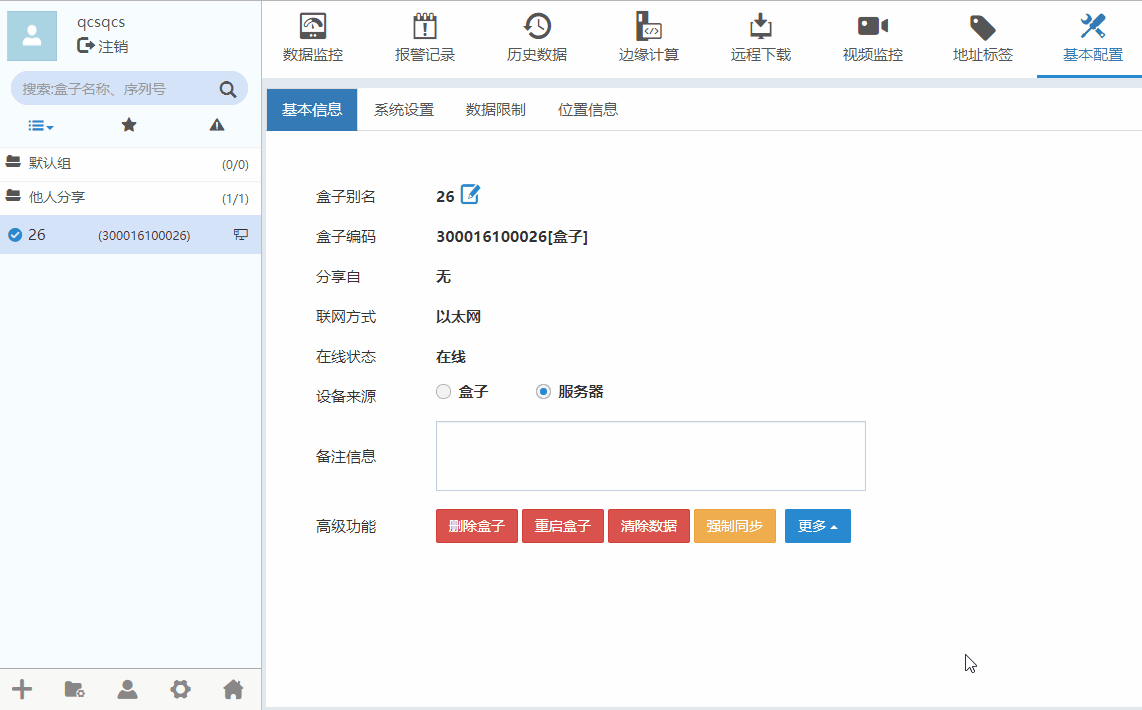 qcsqcs
注销
搜索:盒子名称、序列号
默认组 (0/0)
他人分享 (1/1)
26 (300016100026)
数据监控 报警记录 历史数据 边缘计算 远程下载 视频监控 地址标签 基本配置
基本信息 系统设置 数据限制 位置信息
盒子别名 26
盒子编码 300016100026[盒子]
分享自 无
联网方式 以太网
在线状态 在线
设备来源 盒子 服务器
备注信息
高级功能 删除盒子 重启盒子 清除数据 强制同步 更多